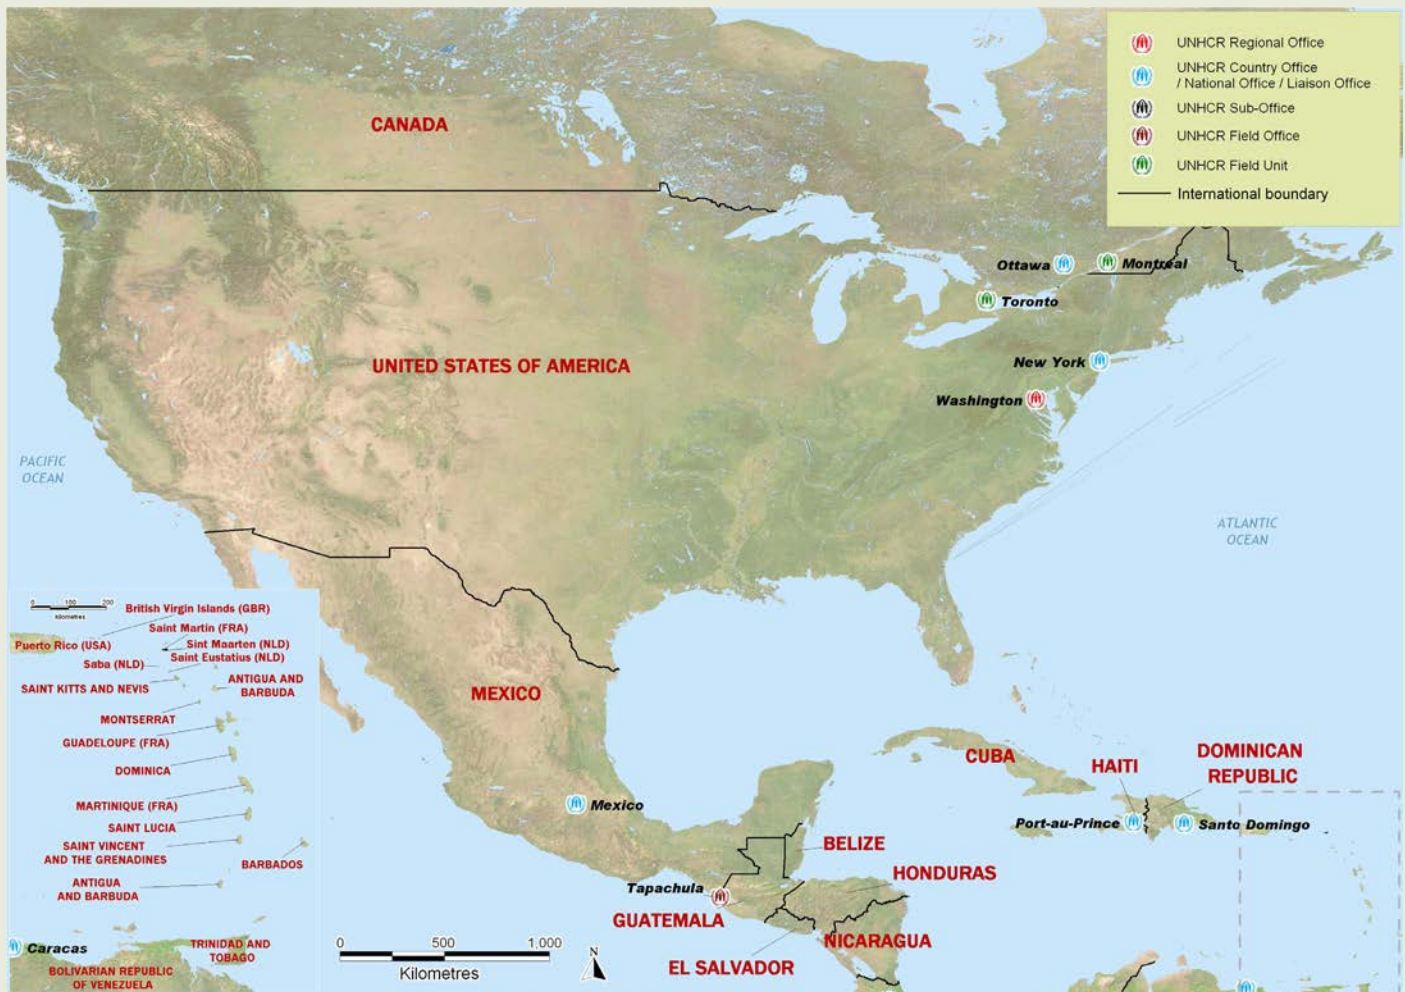 UNHCR Regional Office
UNHCR Country Office
/ National Office / Liaison Office
UNHCR Sub-Office
UNHCR Field Office
UNHCR Field Unit
International boundary
CANADA
Ottawa
Montreal
Toronto
New York
UNITED STATES OF AMERICA
Washington
PACIFIC
OCEAN
ATLANTIC
OCEAN
0 100 200
kilometres
British Virgin Islands (GBR)
Saint Martin (FRA)
Puerto Rico (USA)
Sint Maarten (NLD)
Saint Eustatius (NLD)
Saba (NLD)
SAINT KITTS AND NEVIS
ANTIGUA AND
BARBUDA
MONTSERRAT
GUADELOUPE (FRA)
DOMINICA
MARTINIQUE (FRA)
SAINT LUCIA
SAINT VINCENT
AND THE GRENADINES
BARBADOS
ANTIGUA
AND BARBUDA
Caracas
TRINIDAD AND
TOBAGO
BOLIVARIAN REPUBLIC
OF VENEZUELA
MEXICO
CUBA
HAITI
DOMINICAN
REPUBLIC
Mexico
Port-au-Prince
Santo Domingo
BELIZE
HONDURAS
Tapachula
GUATEMALA
NICARAGUA
EL SALVADOR
0 500 1,000
Kilometres
N